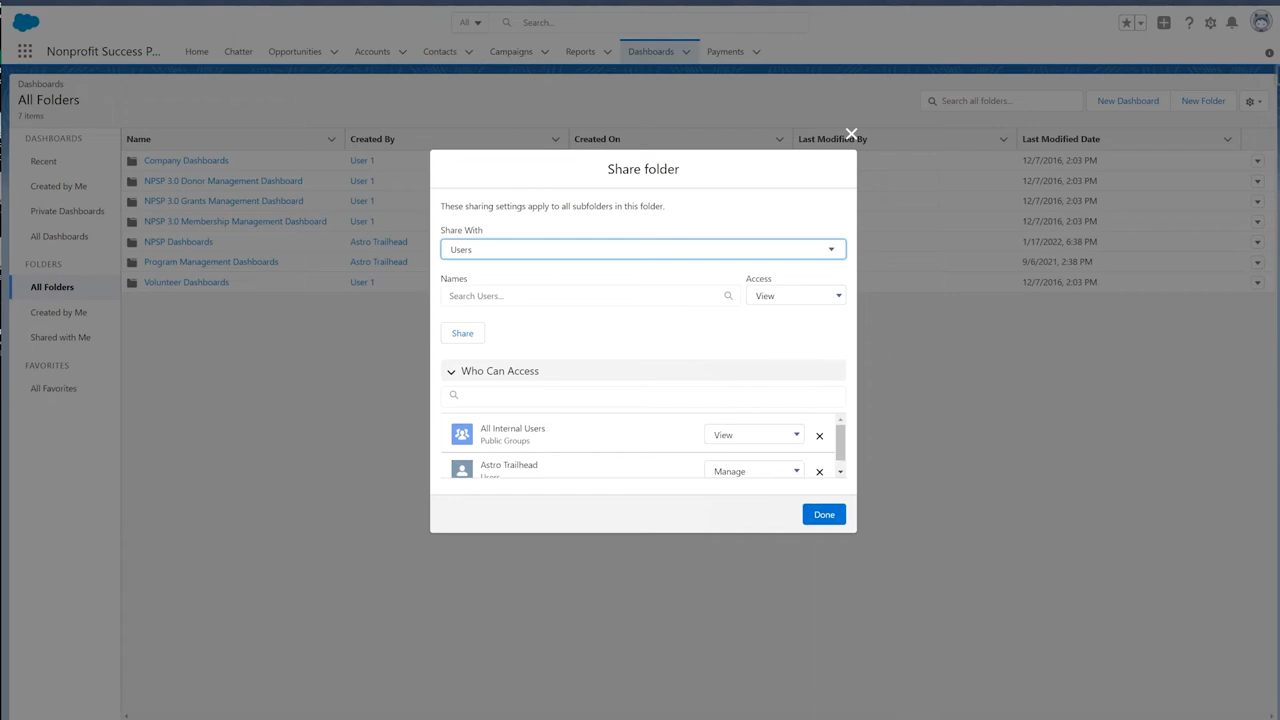 All
Search...
Nonprofit Success P...
Home
Chatter
Opportunities
Accounts
Contacts
Campaigns
Reports
Dashboards
Payments
Dashboards
All Folders
7 items
Search all folders...
New Dashboard
New Folder
DASHBOARDS
Recent
Created by Me
Private Dashboards
All Dashboards
FOLDERS
All Folders
Created by Me
Shared with Me
FAVORITES
All Favorites
Name
Created By
Created On
Last Modified By
Last Modified Date
Company Dashboards
User 1
12/7/2016, 2:03 PM
NPSP 3.0 Donor Management Dashboard
User 1
12/7/2016, 2:03 PM
NPSP 3.0 Grants Management Dashboard
User 1
12/7/2016, 2:03 PM
NPSP 3.0 Membership Management Dashboard
User 1
12/7/2016, 2:03 PM
NPSP Dashboards
Astro Trailhead
1/17/2022, 6:38 PM
Program Management Dashboards
Astro Trailhead
9/6/2021, 2:38 PM
Volunteer Dashboards
User 1
12/7/2016, 2:03 PM
Share folder
These sharing settings apply to all subfolders in this folder.
Share With
Users
Names
Access
Search Users...
View
Share
Who Can Access
All Internal Users
Public Groups
View
Astro Trailhead
Users
Manage
Done